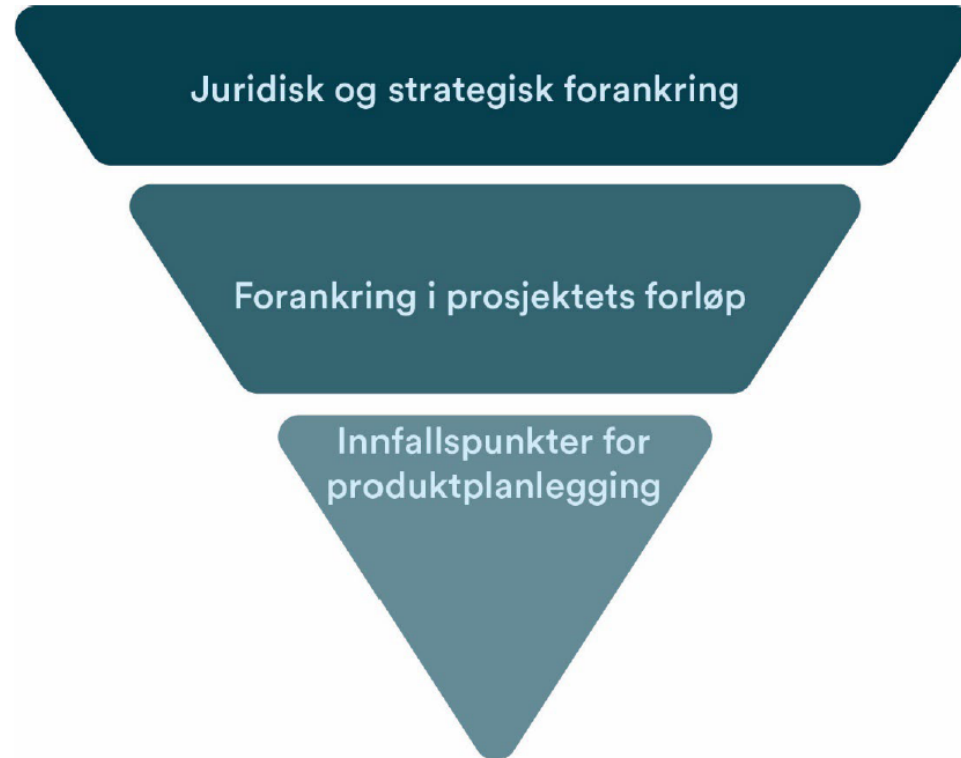 Juridisk og strategisk forankring
Forankring i prosjektets forløp
Innfallspunkter for
produktplanlegging